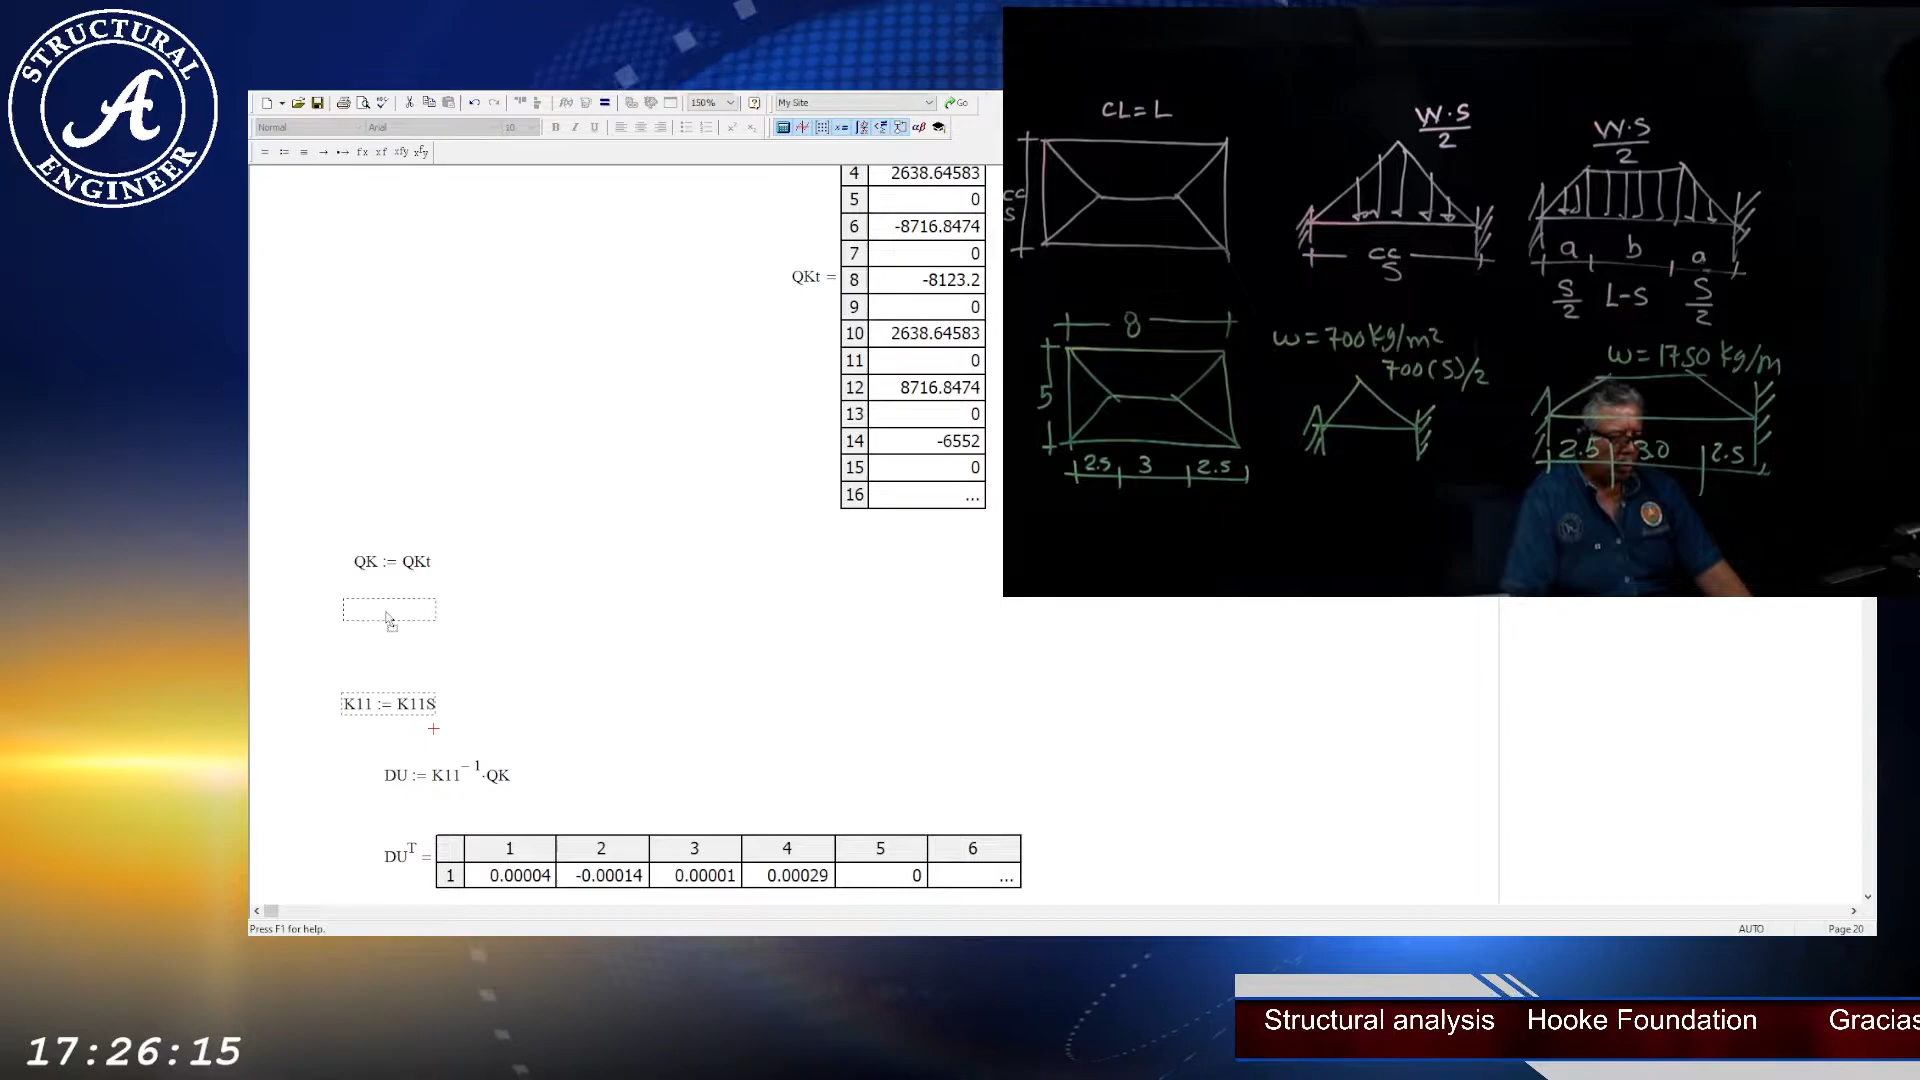 STRUCTURAL
A
ENGINEER
150%
My Site
Go
Normal
Arial
10
B I U
4 2638.64583
5 0
6 -8716.8474
7 0
QKt =
8 -8123.2
9 0
10 2638.64583
11 0
12 8716.8474
13 0
14 -6552
15 0
16 ...
QK := QKt
K11 := K11S
DU := K11⁻¹·QK
DUᵀ =
1 2 3 4 5 6
1 0.00004 -0.00014 0.00001 0.00029 0 ...
Press F1 for help.
AUTO
Page 20
CL=L
CC
S
W·S
2
CC
S
W·S
2
a b a
S/2 L-S S/2
8
5
2.5 3 2.5
w=700kg/m²
700(5)/2
w=1750 kg/m
2.5 3.0 2.5
17:26:15
Structural analysis Hooke Foundation Gracias